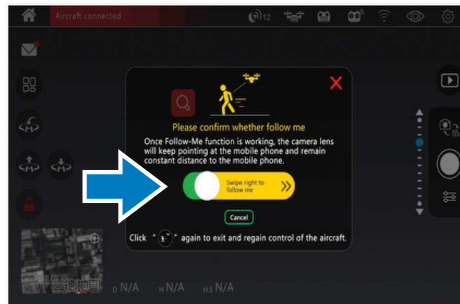 Aircraft connected
12
Please confirm whether follow me
Once Follow-Me function is working, the camera lens
will keep pointing at the mobile phone and remain
constant distance to the mobile phone.
Swipe right to
follow me
Cancel
Click " " again to exit and regain control of the aircraft.
D N/A H N/A H.S N/A